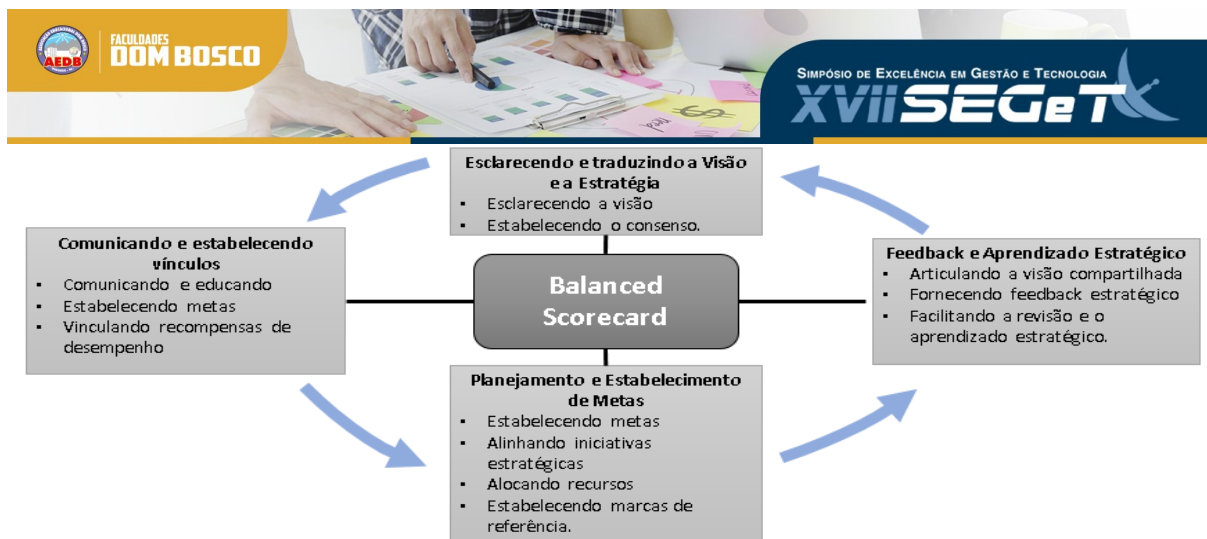 FACULDADES
DOM BOSCO
AEDB
SIMPÓSIO DE EXCELÊNCIA EM GESTÃO E TECNOLOGIA
XVII SEGeT
Esclarecendo e traduzindo a Visão
e a Estratégia
▪ Esclarecendo a visão
▪ Estabelecendo o consenso.
Comunicando e estabelecendo
vínculos
▪ Comunicando e educando
▪ Estabelecendo metas
▪ Vinculando recompensas de
desempenho
Balanced
Scorecard
Feedback e Aprendizado Estratégico
▪ Articulando a visão compartilhada
▪ Fornecendo feedback estratégico
▪ Facilitando a revisão e o
aprendizado estratégico.
Planejamento e Estabelecimento
de Metas
▪ Estabelecendo metas
▪ Alinhando iniciativas
estratégicas
▪ Alocando recursos
▪ Estabelecendo marcas de
referência.